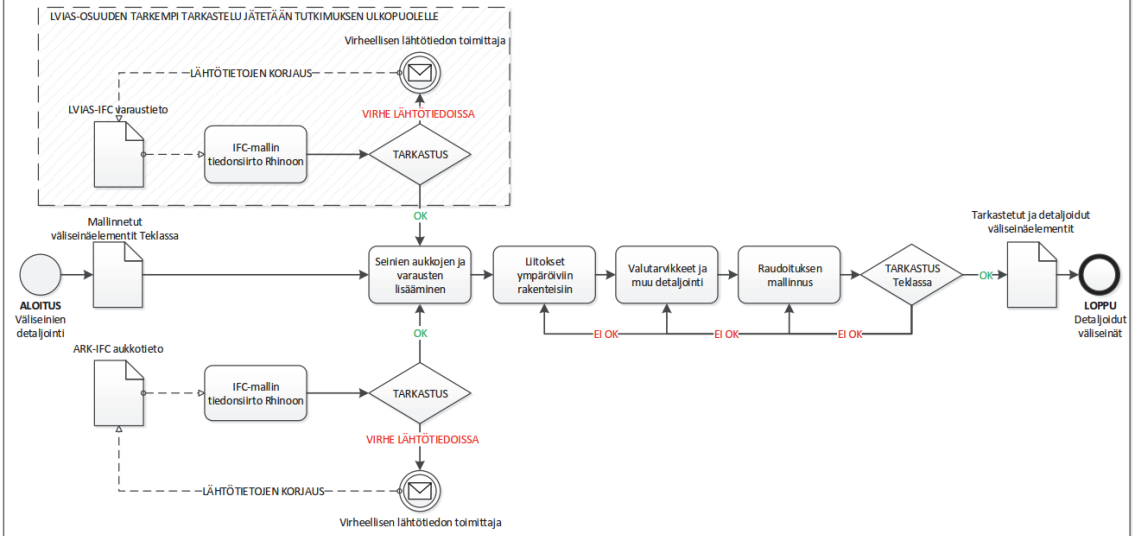 LVIAS-OSUUDEN TARKEMPI TARKASTELU JÄTETÄÄN TUTKIMUKSEN ULKOPUOLELLE
Virheellisen lähtötiedon toimittaja
LÄHTÖTIETOJEN KORJAUS
LVIAS-IFC varaustieto
VIRHE LÄHTÖTIEDOISSA
IFC-mallin
tiedonsiirto Rhinoon
TARKASTUS
OK
Mallinnetut
väliseinäelementit Teklassa
Tarkastetut ja detaljoidut
väliseinäelementit
Seinien aukkojen ja
varausten
lisääminen
Liitokset
ympäröiviin
rakenteisiin
Valutarvikkeet ja
muu detaljointi
Raudoituksen
mallinnus
TARKASTUS
Teklassa
OK
ALOITUS
Väliseinien
detaljointi
LOPPU
Detaljoidut
väliseinät
EI OK
EI OK
EI OK
OK
ARK-IFC aukkotieto
IFC-mallin
tiedonsiirto Rhinoon
TARKASTUS
VIRHE LÄHTÖTIEDOISSA
LÄHTÖTIETOJEN KORJAUS
Virheellisen lähtötiedon toimittaja